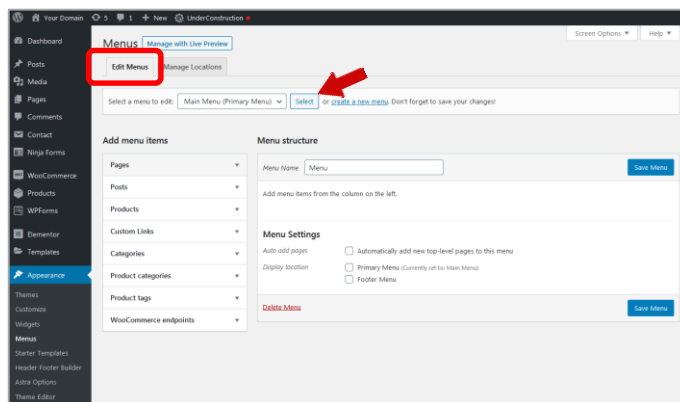 Your Domain 5 1 + New UnderConstruction
Screen Options ▼ Help ▼
Dashboard
Posts
Media
Pages
Comments
Contact
Ninja Forms
WooCommerce
Products
WPForms
Elementor
Templates
Appearance
Themes
Customize
Widgets
Menus
Starter Templates
Header Footer Builder
Astra Options
Theme Editor
Menus Manage with Live Preview
Edit Menus Manage Locations
Select a menu to edit: Main Menu (Primary Menu) Select or create a new menu. Don't forget to save your changes!
Add menu items
Pages
Posts
Products
Custom Links
Categories
Product categories
Product tags
WooCommerce endpoints
Menu structure
Menu Name Menu Save Menu
Add menu items from the column on the left.
Menu Settings
Auto add pages Automatically add new top-level pages to this menu
Display location Primary Menu (Currently set to: Main Menu)
Footer Menu
Delete Menu Save Menu